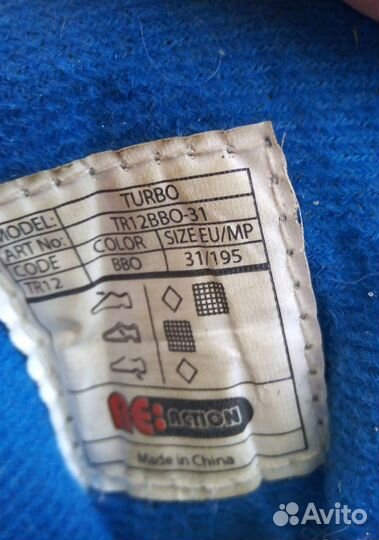 MODEL: TURBO
ART No: TR12BBO-31
CODE COLOR SIZE EU/MP
TR12 BBO 31/195
RE:ACTION
Made in China
Avito